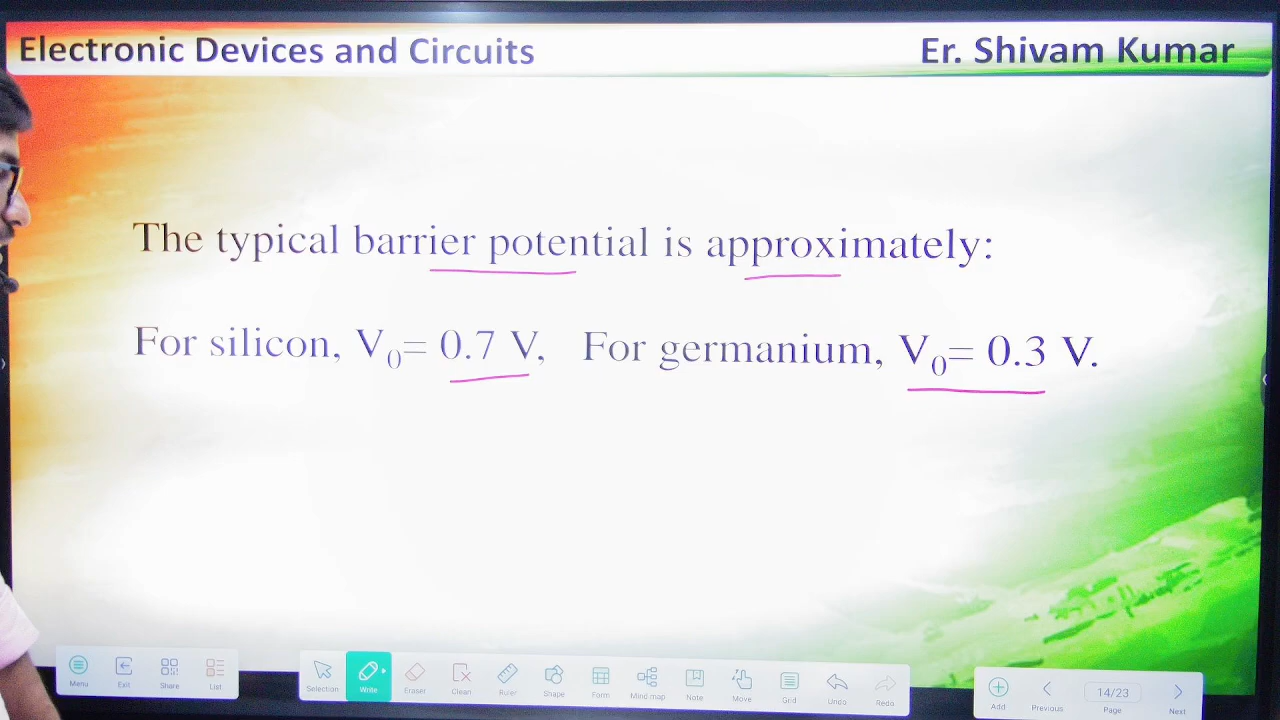 Electronic Devices and Circuits Er. Shivam Kumar
The typical barrier potential is approximately:
For silicon, V₀= 0.7 V, For germanium, V₀= 0.3 V.
Menu Exit Share List Selection Write Eraser Clean Ruler Shape Form Mind map Note Move Grid Undo Redo Add Previous 14/23 Page Next